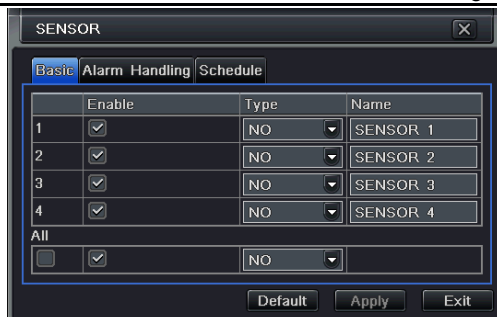 SENSOR
Basic Alarm Handling Schedule
Enable Type Name
1 NO SENSOR 1
2 NO SENSOR 2
3 NO SENSOR 3
4 NO SENSOR 4
All
NO
Default Apply Exit